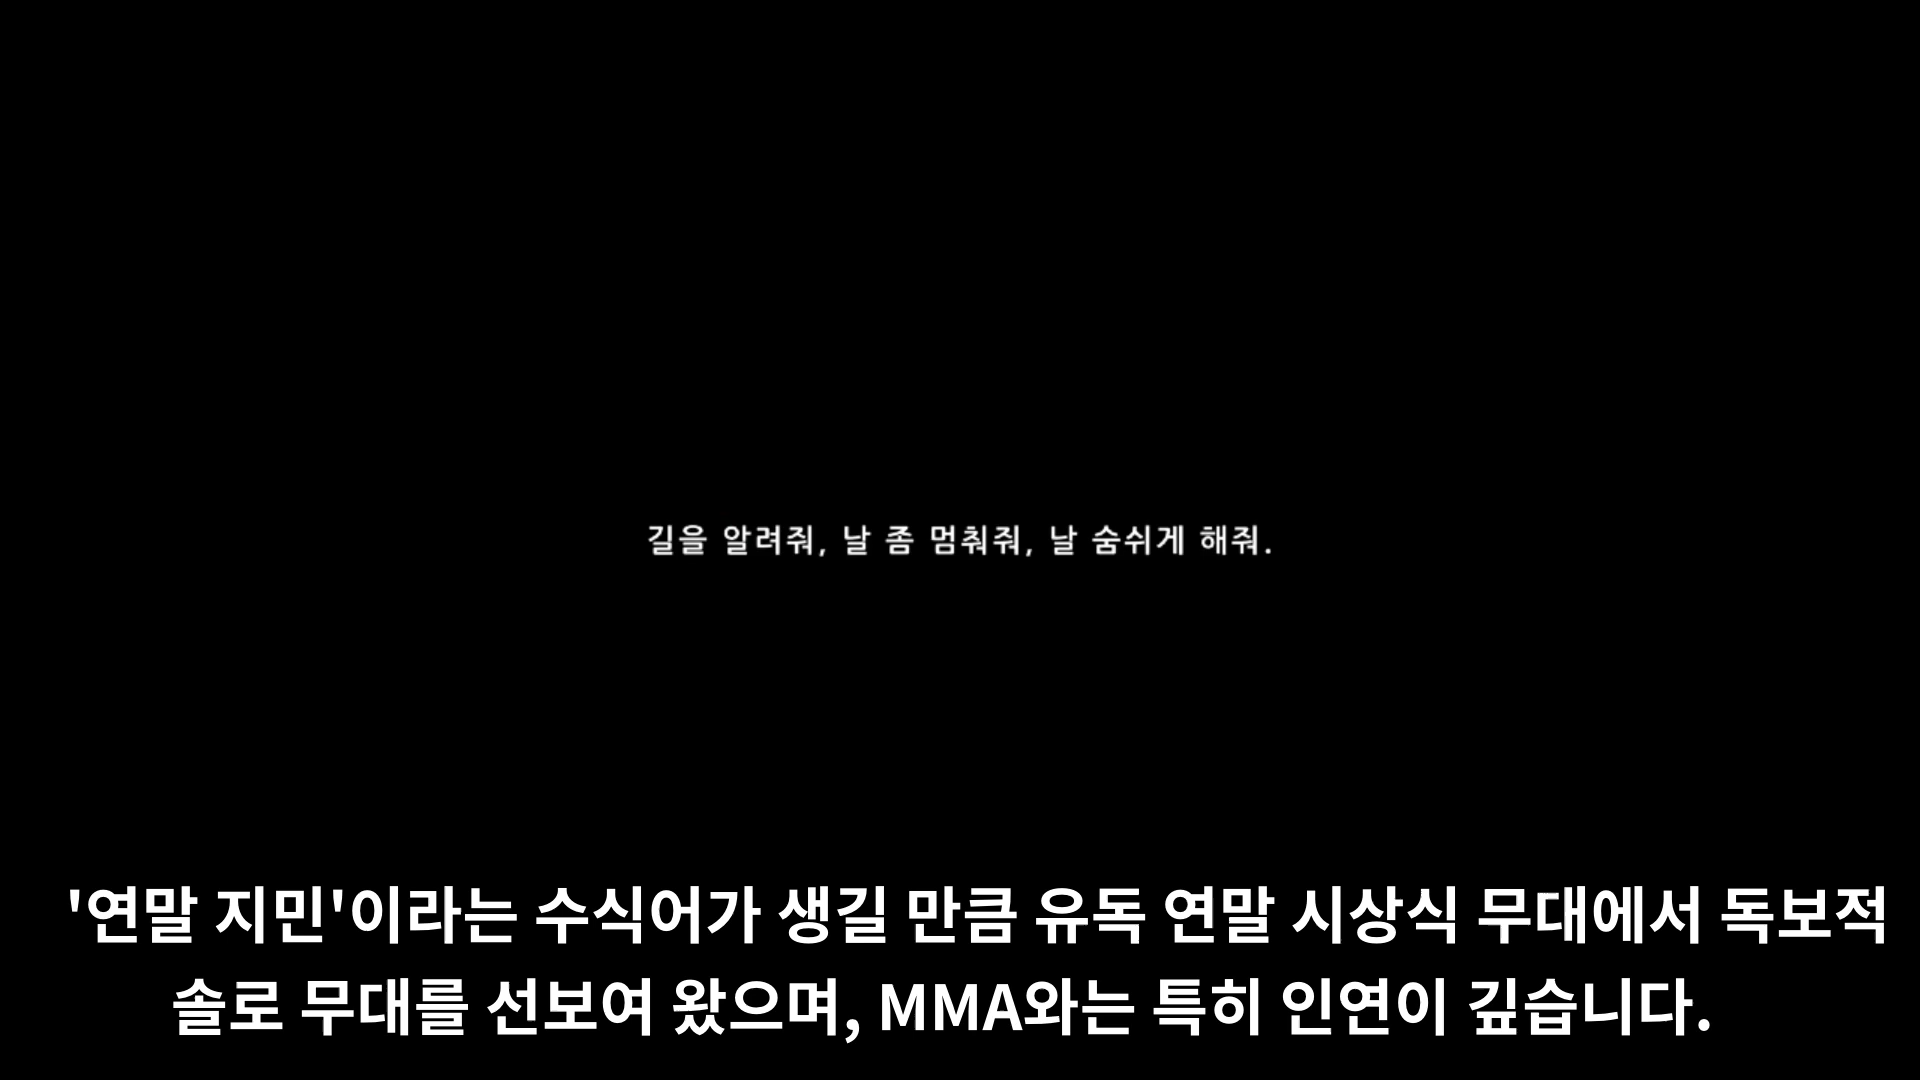 길을 알려줘, 날 좀 멈춰줘, 날 숨쉬게 해줘.
'연말 지민'이라는 수식어가 생길 만큼 유독 연말 시상식 무대에서 독보적
솔로 무대를 선보여 왔으며, MMA와는 특히 인연이 깊습니다.